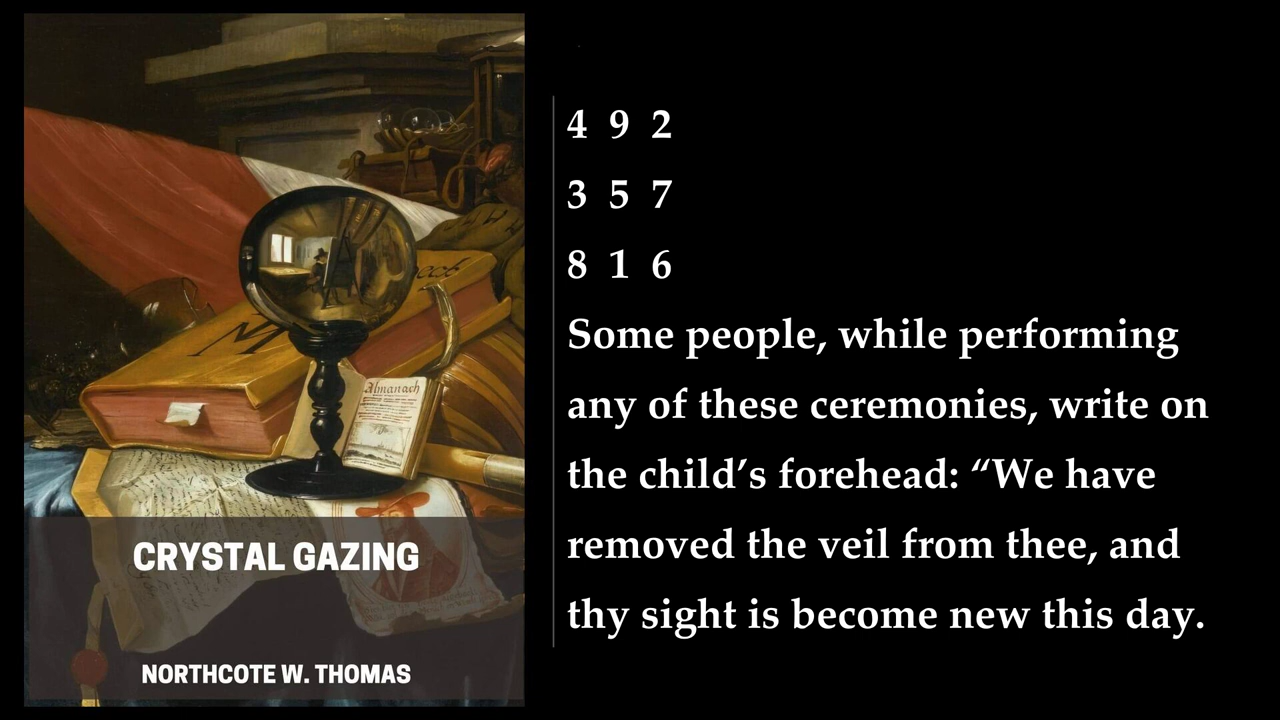 4 9 2
3 5 7
8 1 6
Some people, while performing
any of these ceremonies, write on
the child’s forehead: “We have
removed the veil from thee, and
thy sight is become new this day.
Almanach
CRYSTAL GAZING
NORTHCOTE W. THOMAS